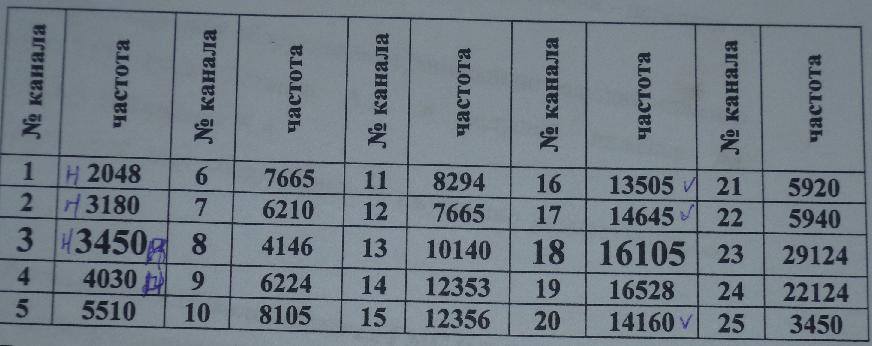 № канала частота № канала частота № канала частота № канала частота № канала частота
1 н 2048 6 7665 11 8294 16 13505 ✓ 21 5920
2 н 3180 7 6210 12 7665 17 14645 ✓ 22 5940
3 н 3450 8 4146 13 10140 18 16105 23 29124
4 4030 9 6224 14 12353 19 16528 24 22124
5 5510 10 8105 15 12356 20 14160 ✓ 25 3450